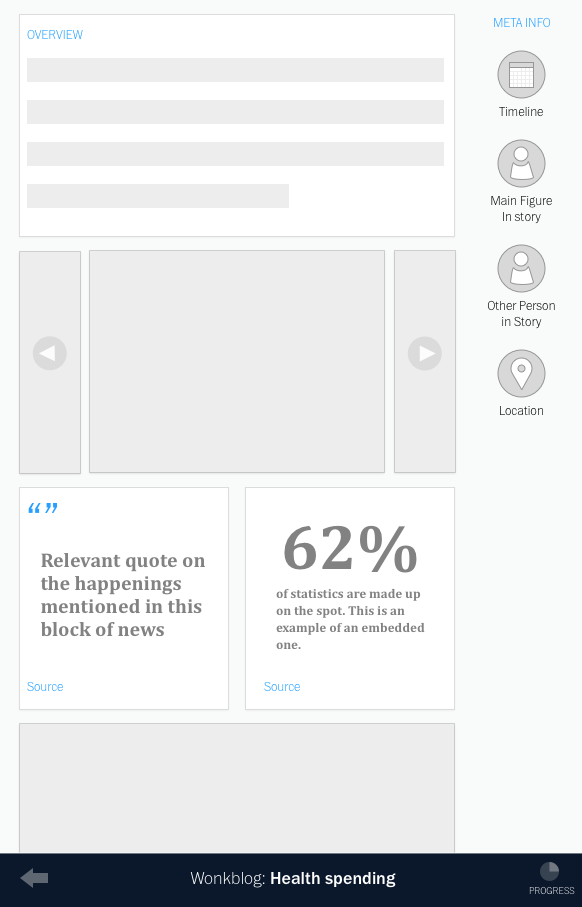 OVERVIEW
META INFO
Timeline
Main Figure
In story
Other Person
in Story
Location
“ ”
Relevant quote on
the happenings
mentioned in this
block of news
Source
62%
of statistics are made up
on the spot. This is an
example of an embedded
one.
Source
Wonkblog: Health spending
PROGRESS